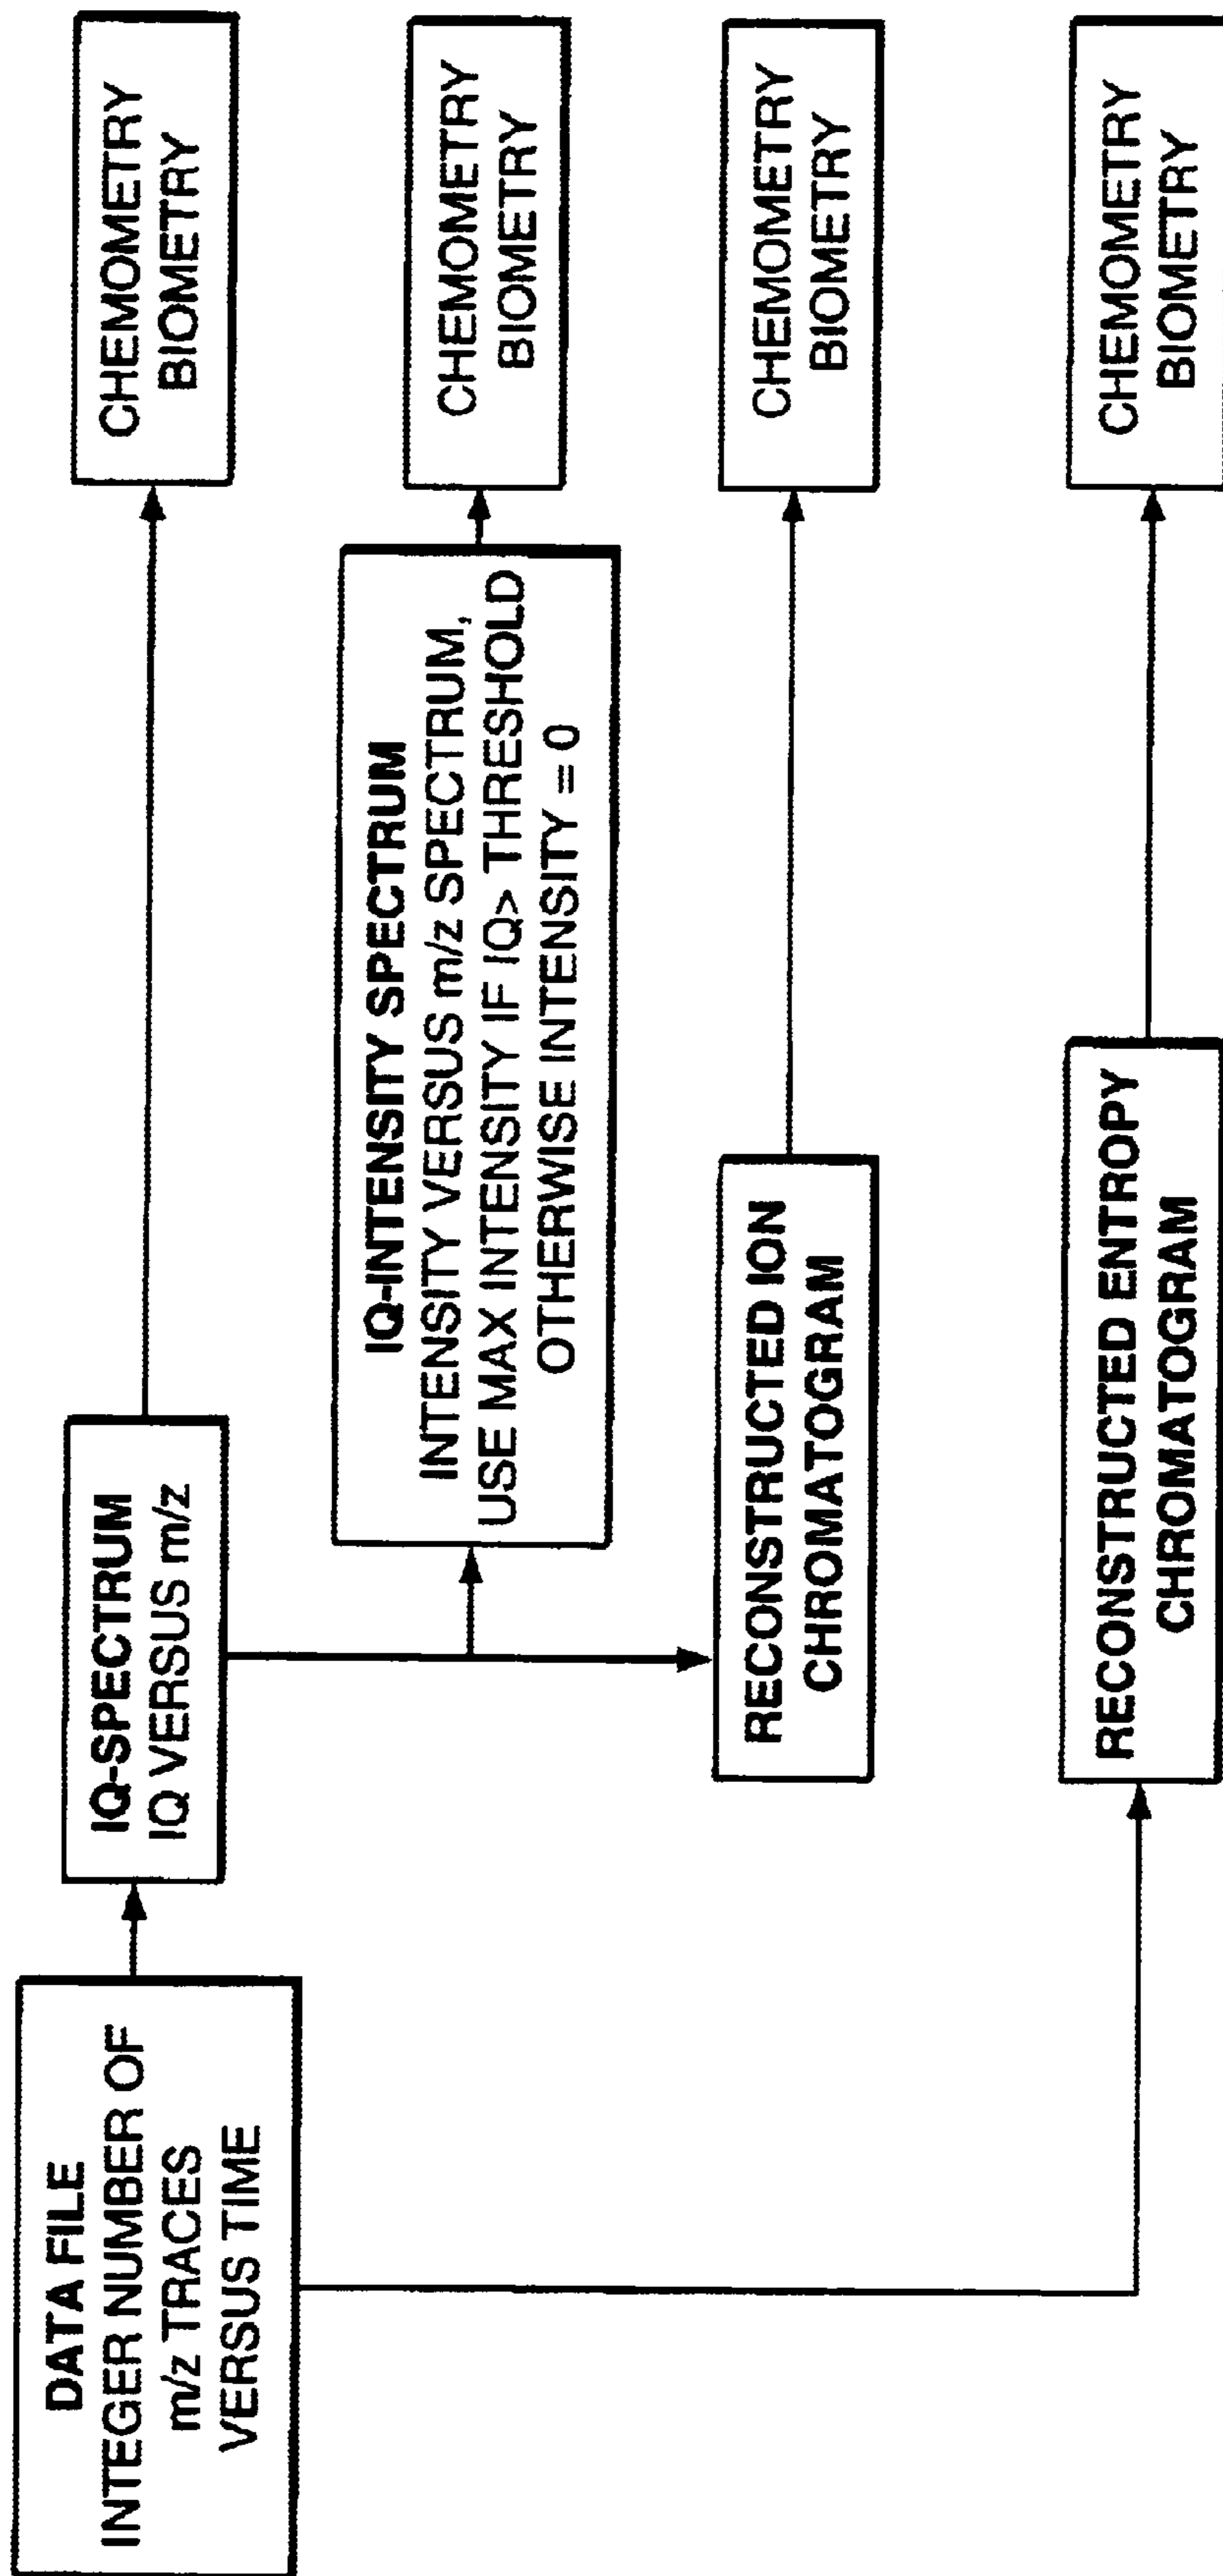 DATA FILE
INTEGER NUMBER OF
m/z TRACES
VERSUS TIME
IQ-SPECTRUM
IQ VERSUS m/z
CHEMOMETRY
BIOMETRY
IQ-INTENSITY SPECTRUM
INTENSITY VERSUS m/z SPECTRUM,
USE MAX INTENSITY IF IQ> THRESHOLD
OTHERWISE INTENSITY = 0
CHEMOMETRY
BIOMETRY
RECONSTRUCTED ION
CHROMATOGRAM
CHEMOMETRY
BIOMETRY
RECONSTRUCTED ENTROPY
CHROMATOGRAM
CHEMOMETRY
BIOMETRY